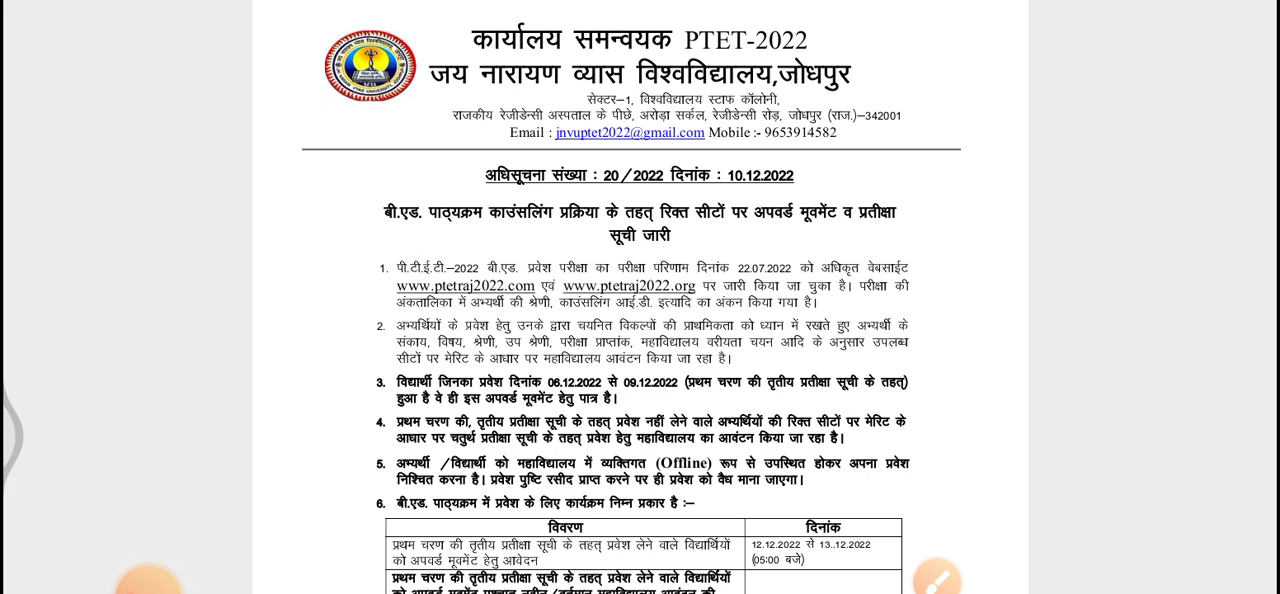 कार्यालय समन्वयक PTET-2022
जय नारायण व्यास विश्वविद्यालय,जोधपुर
सेक्टर–1, विश्वविद्यालय स्टाफ कॉलोनी,
राजकीय रेजीडेन्सी अस्पताल के पीछे, अरोड़ा सर्कल, रेजीडेन्सी रोड़, जोधपुर (राज.)–342001
Email : jnvuptet2022@gmail.com Mobile :- 9653914582
अधिसूचना संख्या : 20/2022 दिनांक : 10.12.2022
बी.एड. पाठ्यक्रम काउंसलिंग प्रक्रिया के तहत् रिक्त सीटों पर अपवर्ड मूवमेंट व प्रतीक्षा
सूची जारी
1. पी.टी.ई.टी.–2022 बी.एड. प्रवेश परीक्षा का परीक्षा परिणाम दिनांक 22.07.2022 को अधिकृत वेबसाईट
www.ptetraj2022.com एवं www.ptetraj2022.org पर जारी किया जा चुका है। परीक्षा की
अंकतालिका में अभ्यर्थी की श्रेणी, काउंसलिंग आई.डी. इत्यादि का अंकन किया गया है।
2. अभ्यर्थियों के प्रवेश हेतु उनके द्वारा चयनित विकल्पों की प्राथमिकता को ध्यान में रखते हुए अभ्यर्थी के
संकाय, विषय, श्रेणी, उप श्रेणी, परीक्षा प्राप्तांक, महाविद्यालय वरीयता चयन आदि के अनुसार उपलब्ध
सीटों पर मेरिट के आधार पर महाविद्यालय आवंटन किया जा रहा है।
3. विद्यार्थी जिनका प्रवेश दिनांक 06.12.2022 से 09.12.2022 (प्रथम चरण की तृतीय प्रतीक्षा सूची के तहत्)
हुआ है वे ही इस अपवर्ड मूवमेंट हेतु पात्र है।
4. प्रथम चरण की, तृतीय प्रतीक्षा सूची के तहत् प्रवेश नहीं लेने वाले अभ्यर्थियों की रिक्त सीटों पर मेरिट के
आधार पर चतुर्थ प्रतीक्षा सूची के तहत् प्रवेश हेतु महाविद्यालय का आवंटन किया जा रहा है।
5. अभ्यर्थी /विद्यार्थी को महाविद्यालय में व्यक्तिगत (Offline) रूप से उपस्थित होकर अपना प्रवेश
निश्चित करना है। प्रवेश पुष्टि रसीद प्राप्त करने पर ही प्रवेश को वैध माना जाएगा।
6. बी.एड. पाठ्यक्रम में प्रवेश के लिए कार्यक्रम निम्न प्रकार है :–
विवरण दिनांक
प्रथम चरण की तृतीय प्रतीक्षा सूची के तहत् प्रवेश लेने वाले विद्यार्थियों 12.12.2022 से 13..12.2022
को अपवर्ड मूवमेंट हेतु आवेदन (05:00 बजे)
प्रथम चरण की तृतीय प्रतीक्षा सूची के तहत् प्रवेश लेने वाले विद्यार्थियों
को अपवर्ड मूवमेंट पश्चात नवीन/वर्तमान महाविद्यालय आवंटन की